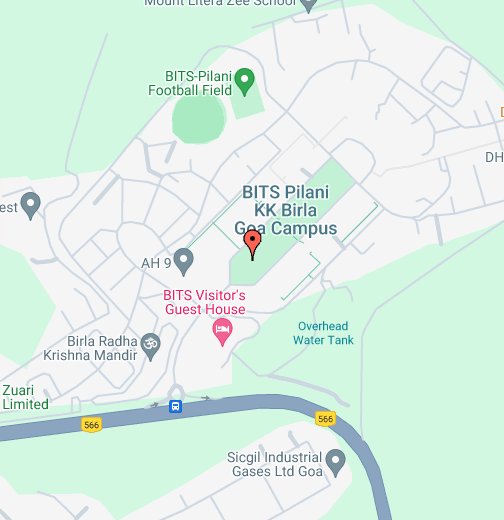 Mount Litera Zee School
BITS-Pilani
Football Field
D
DH
BITS Pilani
KK Birla
Goa Campus
est
AH 9
BITS Visitor's
Guest House
Overhead
Water Tank
Birla Radha
Krishna Mandir
ॐ
Zuari
Limited
566
566
Sicgil Industrial
Gases Ltd Goa